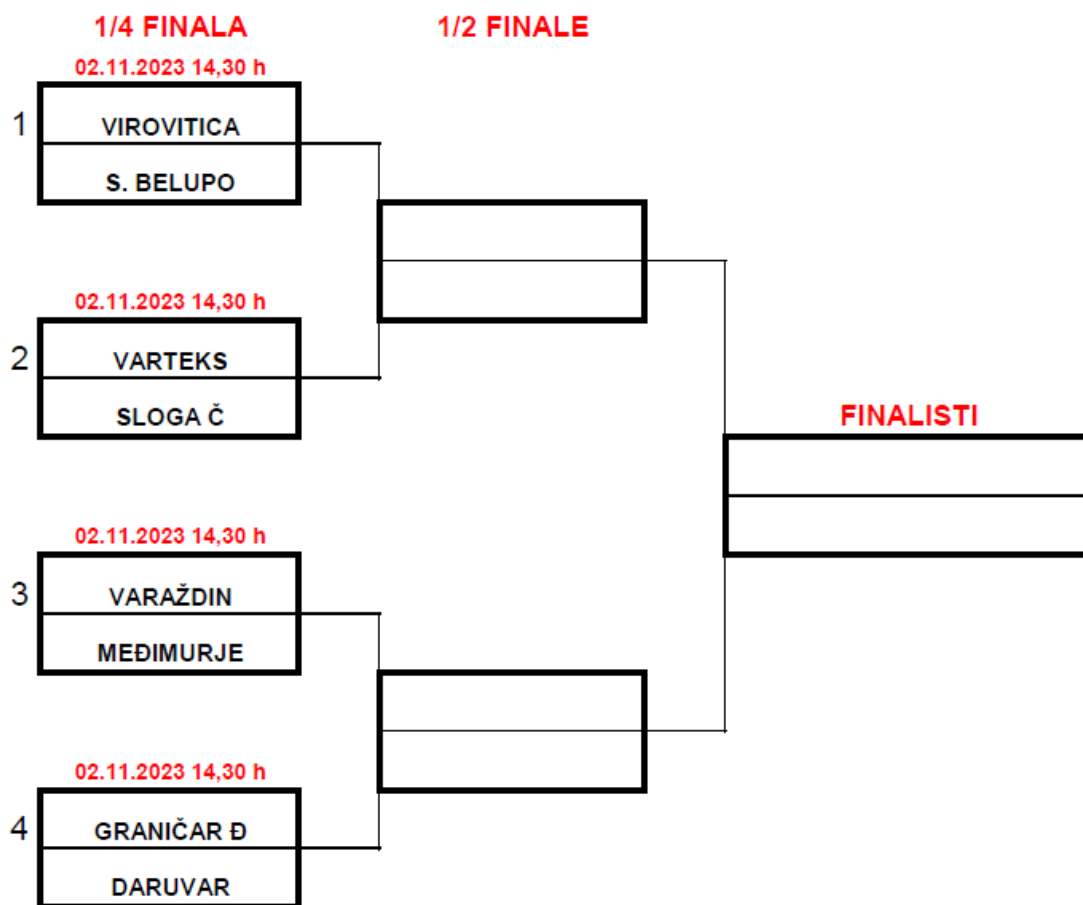 1/4 FINALA
1/2 FINALE
02.11.2023 14,30 h
1
VIROVITICA
S. BELUPO
02.11.2023 14,30 h
2
VARTEKS
SLOGA Č
FINALISTI
02.11.2023 14,30 h
3
VARAŽDIN
MEĐIMURJE
02.11.2023 14,30 h
4
GRANIČAR Đ
DARUVAR